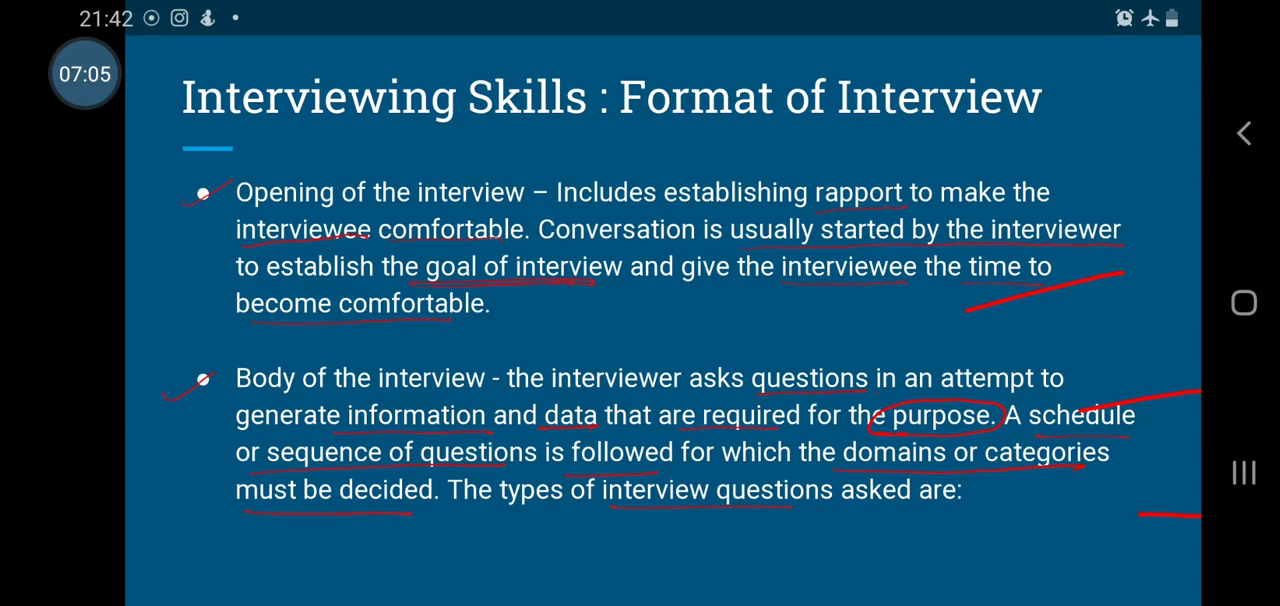 21:42
07:05
Interviewing Skills : Format of Interview
Opening of the interview – Includes establishing rapport to make the
interviewee comfortable. Conversation is usually started by the interviewer
to establish the goal of interview and give the interviewee the time to
become comfortable.
Body of the interview - the interviewer asks questions in an attempt to
generate information and data that are required for the purpose. A schedule
or sequence of questions is followed for which the domains or categories
must be decided. The types of interview questions asked are: